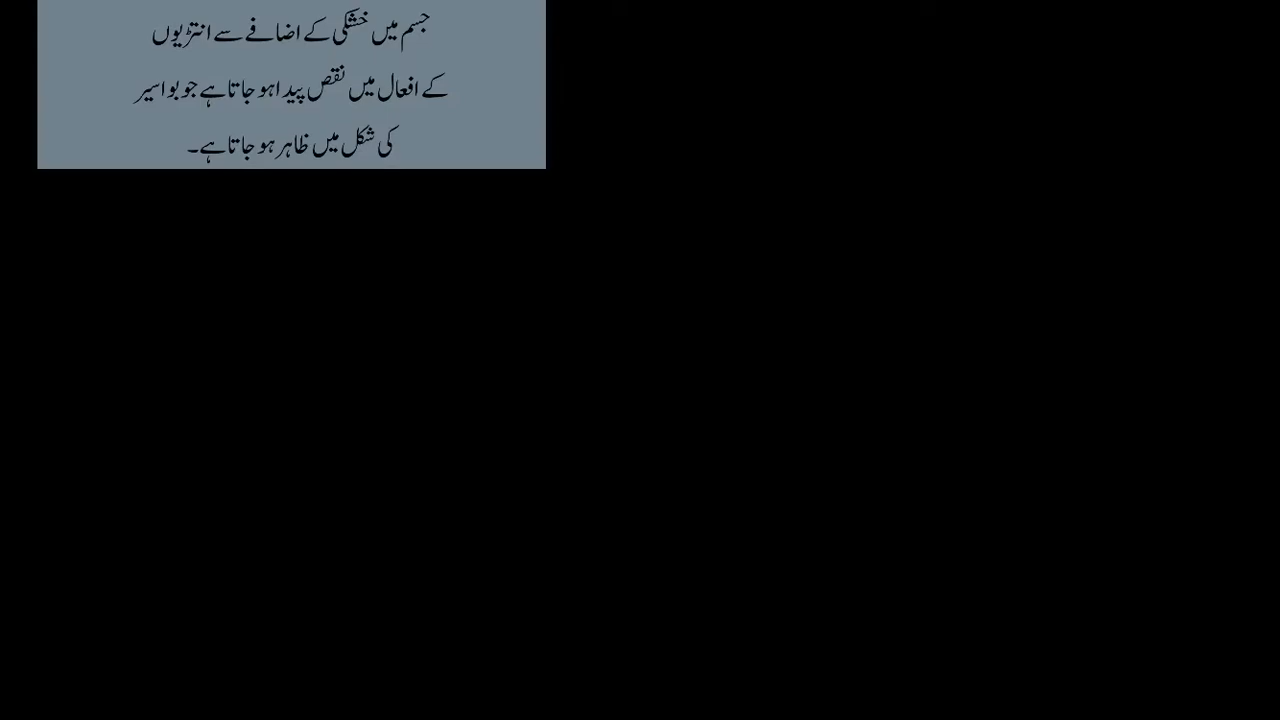 جسم میں خشکی کے اضافے سے انتڑیوں
کے افعال میں نقص پیدا ہو جاتا ہے جو بواسیر
کی شکل میں ظاہر ہو جاتا ہے۔